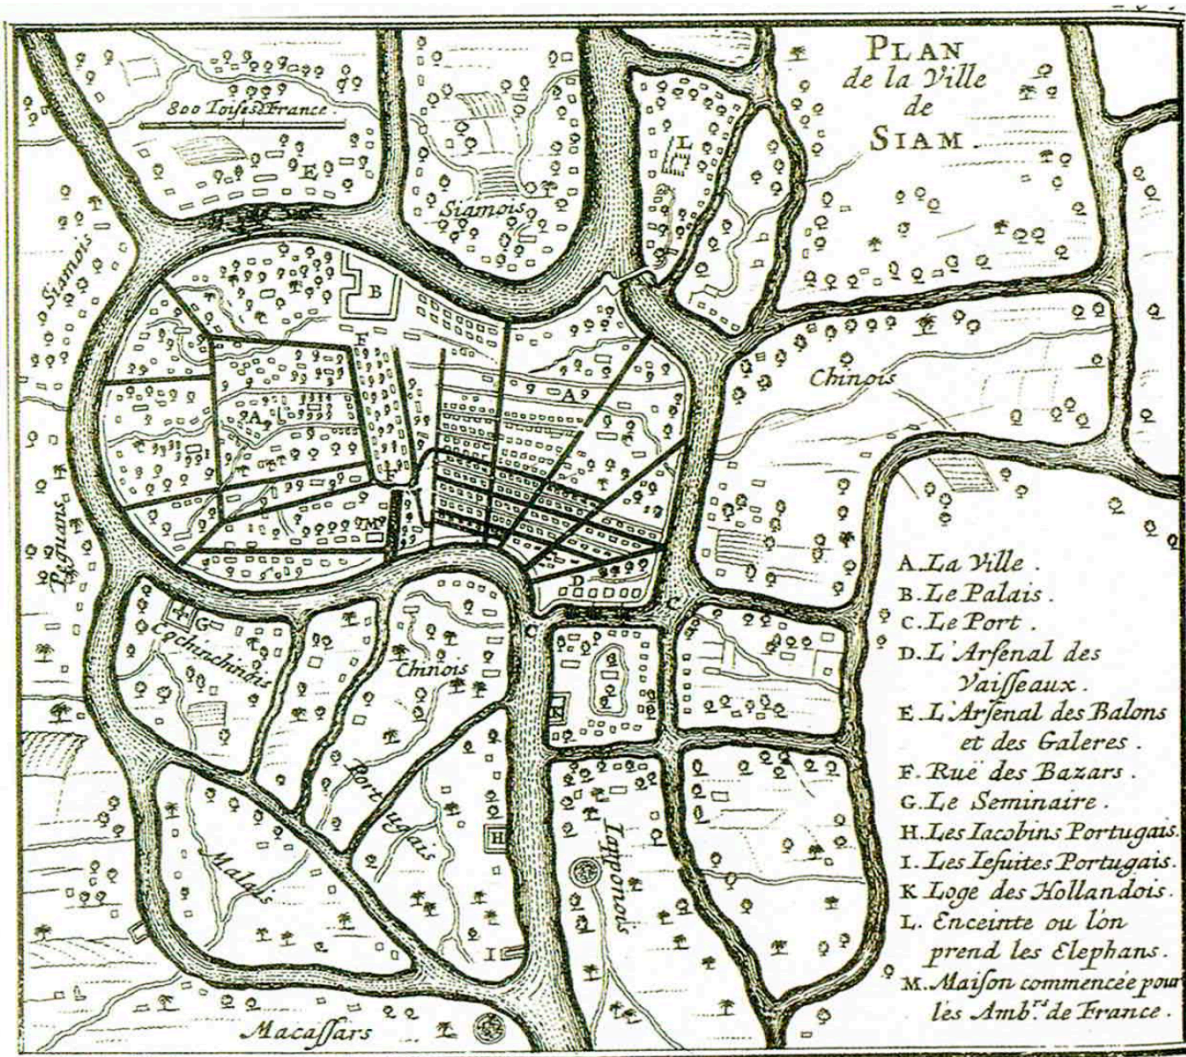 PLAN
de la Ville
de
SIAM.
800 Toises de France.
E
L
Siamois
Siamois
B
F
A
A
Chinois
M
Peguans
D
C
C
G
Cochinchinois
Chinois
Portugais
H
Malais
Iapponois
I
Macaſſars
A. La Ville.
B. Le Palais.
C. Le Port.
D. L'Arſenal des
Vaiſſeaux.
E. L'Arſenal des Balons
et des Galeres.
F. Ruë des Bazars.
G. Le Seminaire.
H. Les Iacobins Portugais.
I. Les Ieſuites Portugais.
K Loge des Hollandois.
L. Enceinte ou l'on
prend les Elephans.
M. Maiſon commencée pour
les Amb.rs de France.